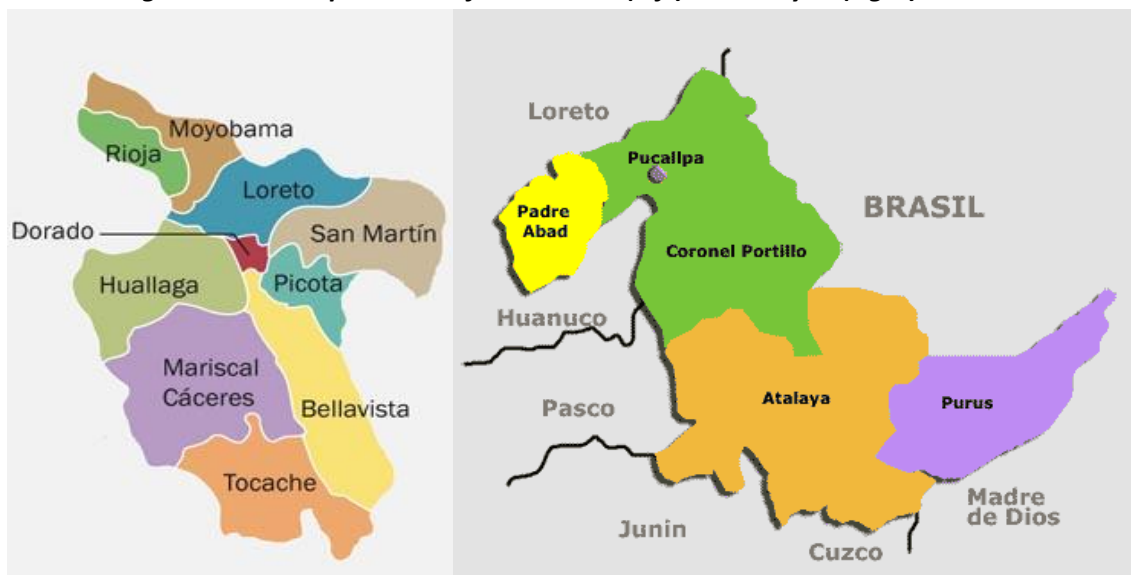 Moyobama
Rioja
Loreto
Dorado
San Martín
Huallaga
Picota
Mariscal
Cáceres
Bellavista
Tocache
Loreto
Pucallpa
BRASIL
Padre
Abad
Coronel Portillo
Huanuco
Pasco
Atalaya
Purus
Madre
de Dios
Junin
Cuzco